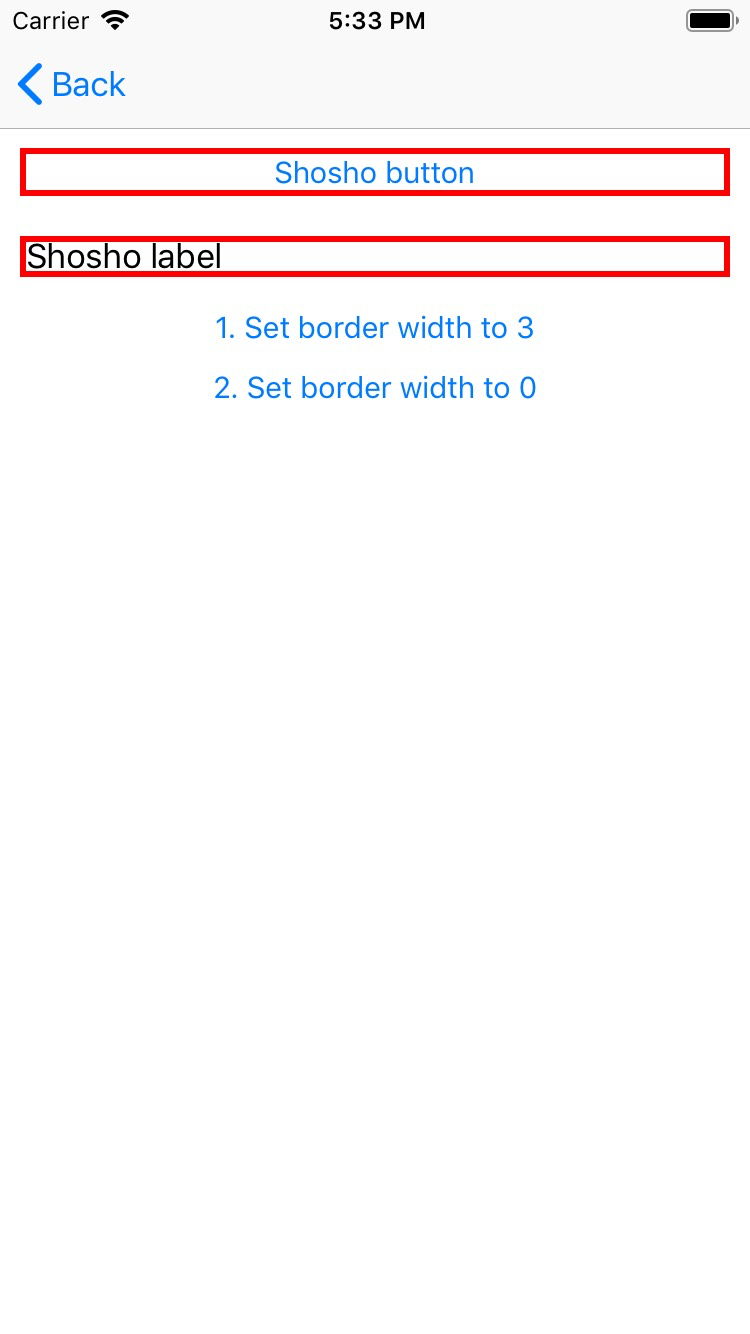 Carrier 5:33 PM
Back
Shosho button
Shosho label
1. Set border width to 3
2. Set border width to 0